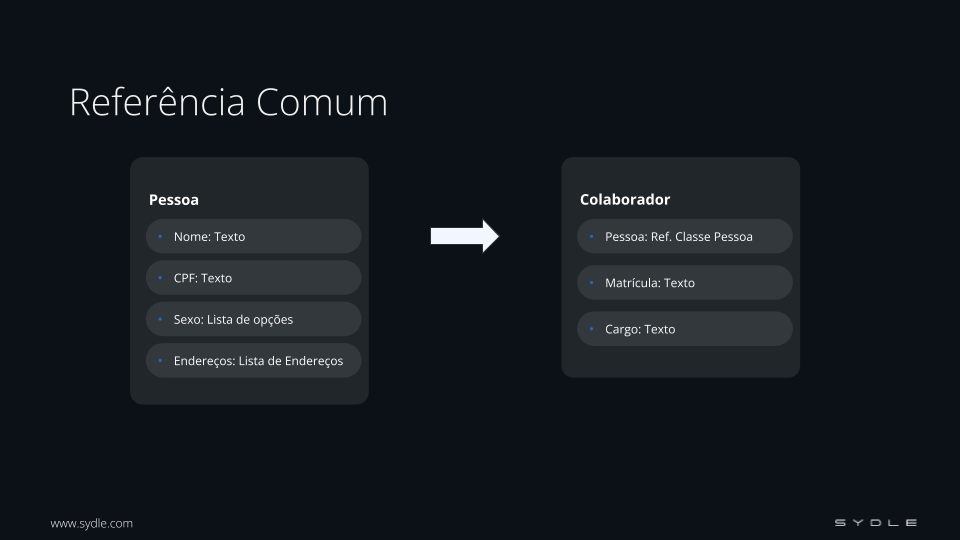 Referência Comum
Pessoa
Nome: Texto
CPF: Texto
Sexo: Lista de opções
Endereços: Lista de Endereços
Colaborador
Pessoa: Ref. Classe Pessoa
Matrícula: Texto
Cargo: Texto
www.sydle.com
SYDLE